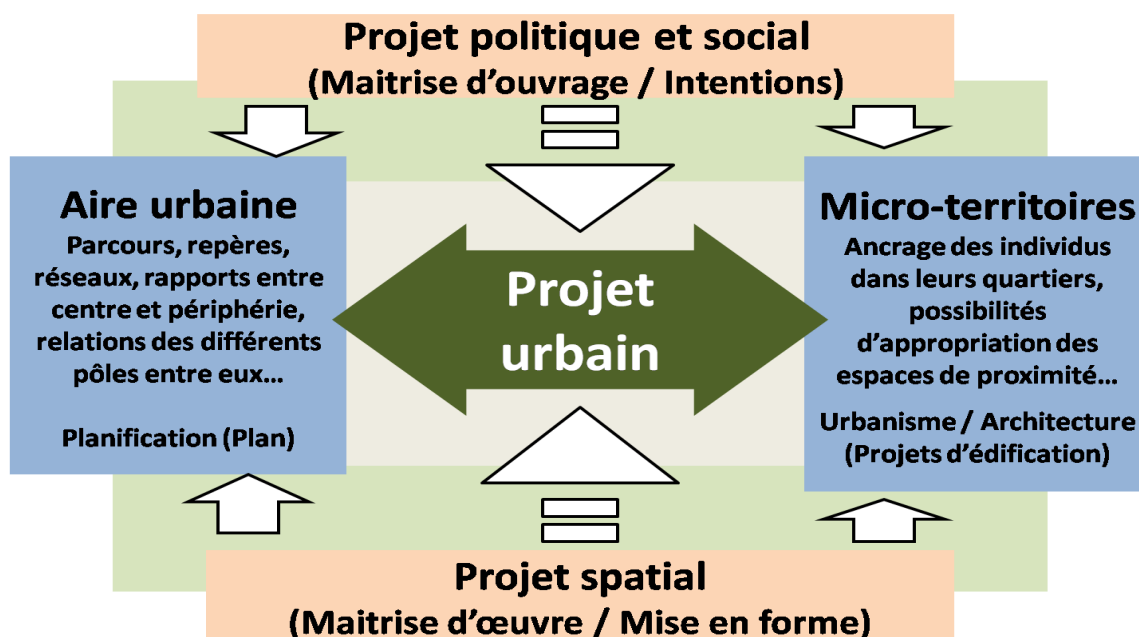 Projet politique et social
(Maitrise d'ouvrage / Intentions)
Aire urbaine
Parcours, repères,
réseaux, rapports entre
centre et périphérie,
relations des différents
pôles entre eux…
Planification (Plan)
Projet
urbain
Micro-territoires
Ancrage des individus
dans leurs quartiers,
possibilités
d'appropriation des
espaces de proximité…
Urbanisme / Architecture
(Projets d'édification)
Projet spatial
(Maitrise d'œuvre / Mise en forme)